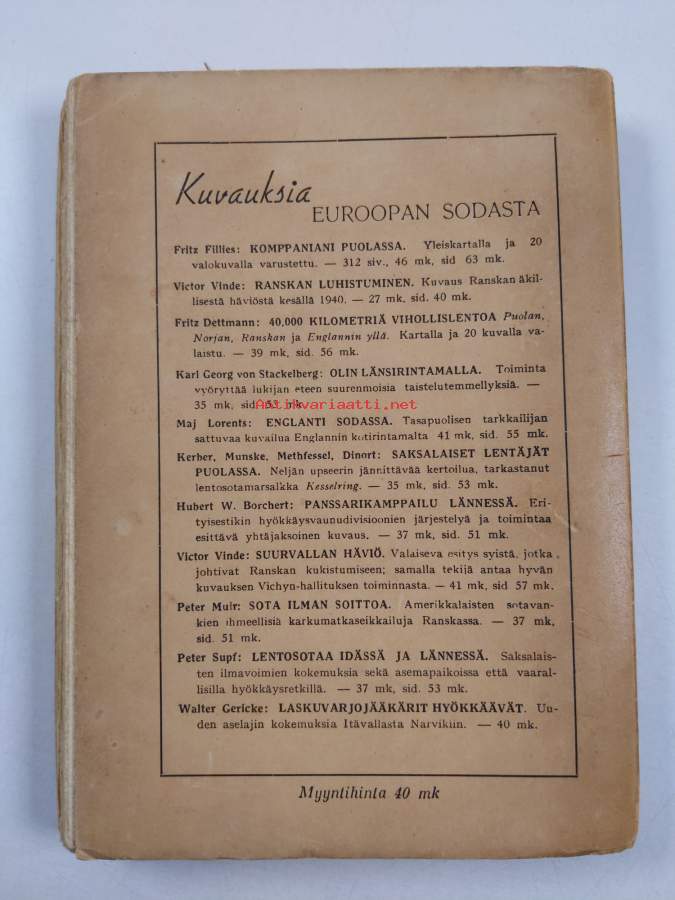 Kuvauksia
EUROOPAN SODASTA
Fritz Fillies: KOMPPANIANI PUOLASSA. Yleiskartalla ja 20
valokuvalla varustettu. — 312 siv., 46 mk, sid 63 mk.
Victor Vinde: RANSKAN LUHISTUMINEN. Kuvaus Ranskan äkil-
lisestä häviöstä kesällä 1940. — 27 mk, sid. 40 mk.
Fritz Dettmann: 40,000 KILOMETRIÄ VIHOLLISLENTOA Puolan,
Norjan, Ranskan ja Englannin yllä. Kartalla ja 20 kuvalla va-
laistu. — 39 mk, sid. 56 mk.
Karl Georg von Stackelberg: OLIN LÄNSIRINTAMALLA. Toiminta
vyöryttää lukijan eteen suurenmoisia taistelutemmellyksiä. —
35 mk, sid. 53 mk.
Antikvariaatti.net
Maj Lorents: ENGLANTI SODASSA. Tasapuolisen tarkkailijan
sattuvaa kuvailua Englannin kotirintamalta 41 mk, sid. 55 mk.
Kerber, Munske, Methfessel, Dinort: SAKSALAISET LENTÄJÄT
PUOLASSA. Neljän upseerin jännittävää kertoilua, tarkastanut
lentosotamarsalkka Kesselring. — 35 mk, sid. 53 mk.
Hubert W. Borchert: PANSSARIKAMPPAILU LÄNNESSÄ. Eri-
tyisestikin hyökkäysvaunudivisioonien järjestelyä ja toimintaa
esittävä yhtäjaksoinen kuvaus. — 37 mk, sid. 51 mk.
Victor Vinde: SUURVALLAN HÄVIÖ. Valaiseva esitys syistä, jotka
johtivat Ranskan kukistumiseen; samalla tekijä antaa hyvän
kuvauksen Vichyn-hallituksen toiminnasta. — 41 mk, sid 57 mk.
Peter Muir: SOTA ILMAN SOITTOA. Amerikkalaisten sotavan-
kien ihmeellisiä karkumatkaseikkailuja Ranskassa. — 37 mk,
sid. 51 mk.
Peter Supf: LENTOSOTAA IDÄSSÄ JA LÄNNESSÄ. Saksalais-
ten ilmavoimien kokemuksia sekä asemapaikoissa että vaaral-
lisilla hyökkäysretkillä. — 37 mk, sid. 53 mk.
Walter Gericke: LASKUVARJOJÄÄKÄRIT HYÖKKÄÄVÄT. Uu-
den aselajin kokemuksia Itävallasta Narvikiin. — 40 mk.
Myyntihinta 40 mk